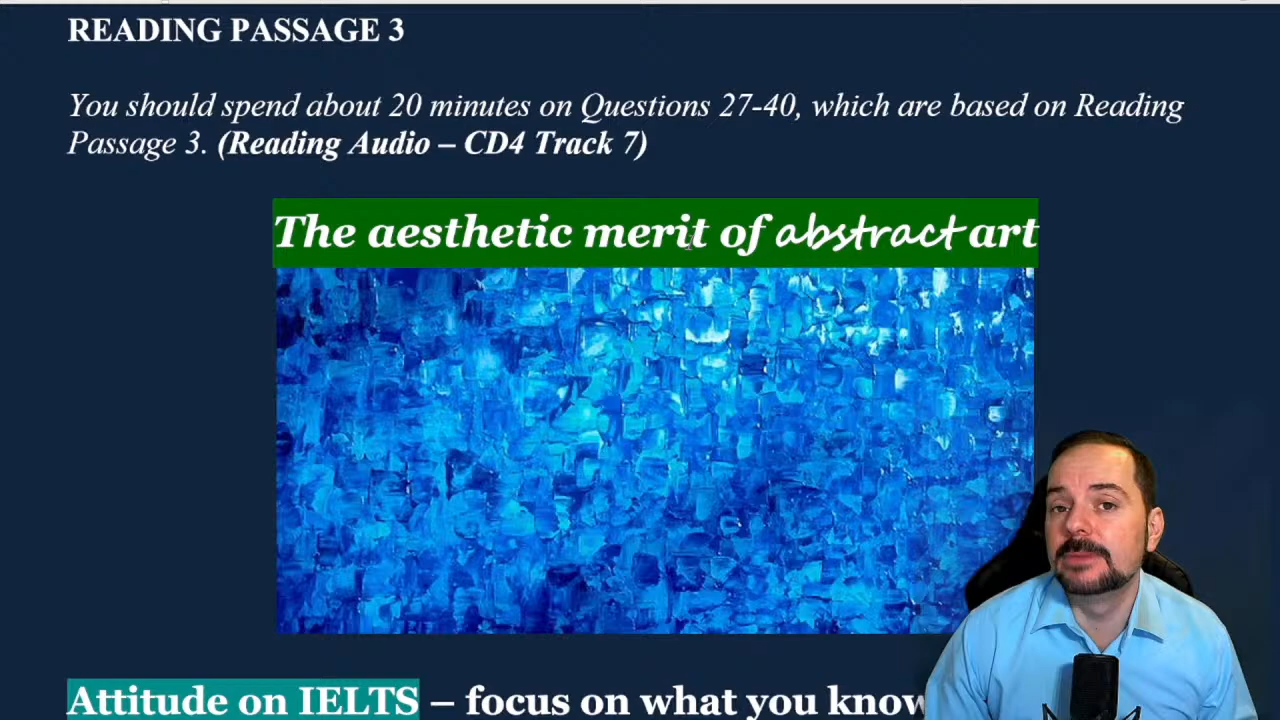 READING PASSAGE 3
You should spend about 20 minutes on Questions 27-40, which are based on Reading
Passage 3. (Reading Audio – CD4 Track 7)
The aesthetic merit of abstract art
Attitude on IELTS – focus on what you know